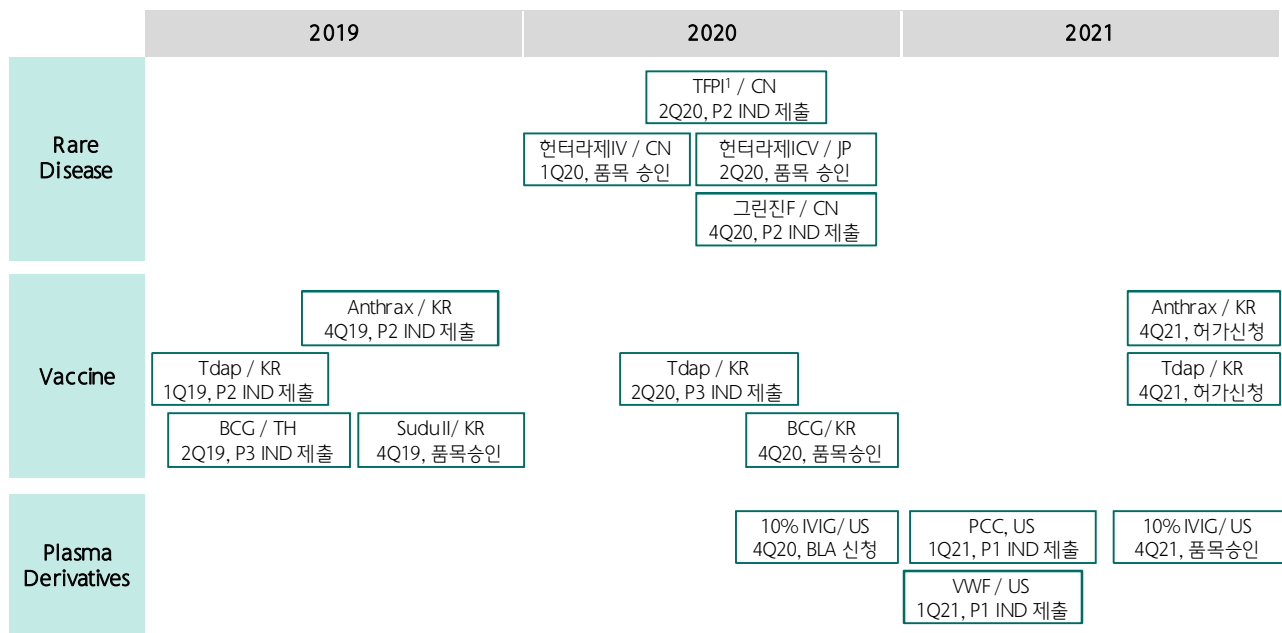 2019
2020
2021
Rare
Disease
TFPI¹ / CN
2Q20, P2 IND 제출
헌터라제IV / CN
1Q20, 품목 승인
헌터라제ICV / JP
2Q20, 품목 승인
그린진F / CN
4Q20, P2 IND 제출
Vaccine
Anthrax / KR
4Q19, P2 IND 제출
Anthrax / KR
4Q21, 허가신청
Tdap / KR
1Q19, P2 IND 제출
Tdap / KR
2Q20, P3 IND 제출
Tdap / KR
4Q21, 허가신청
BCG / TH
2Q19, P3 IND 제출
SuduII/ KR
4Q19, 품목승인
BCG/ KR
4Q20, 품목승인
Plasma
Derivatives
10% IVIG/ US
4Q20, BLA 신청
PCC, US
1Q21, P1 IND 제출
10% IVIG/ US
4Q21, 품목승인
VWF / US
1Q21, P1 IND 제출